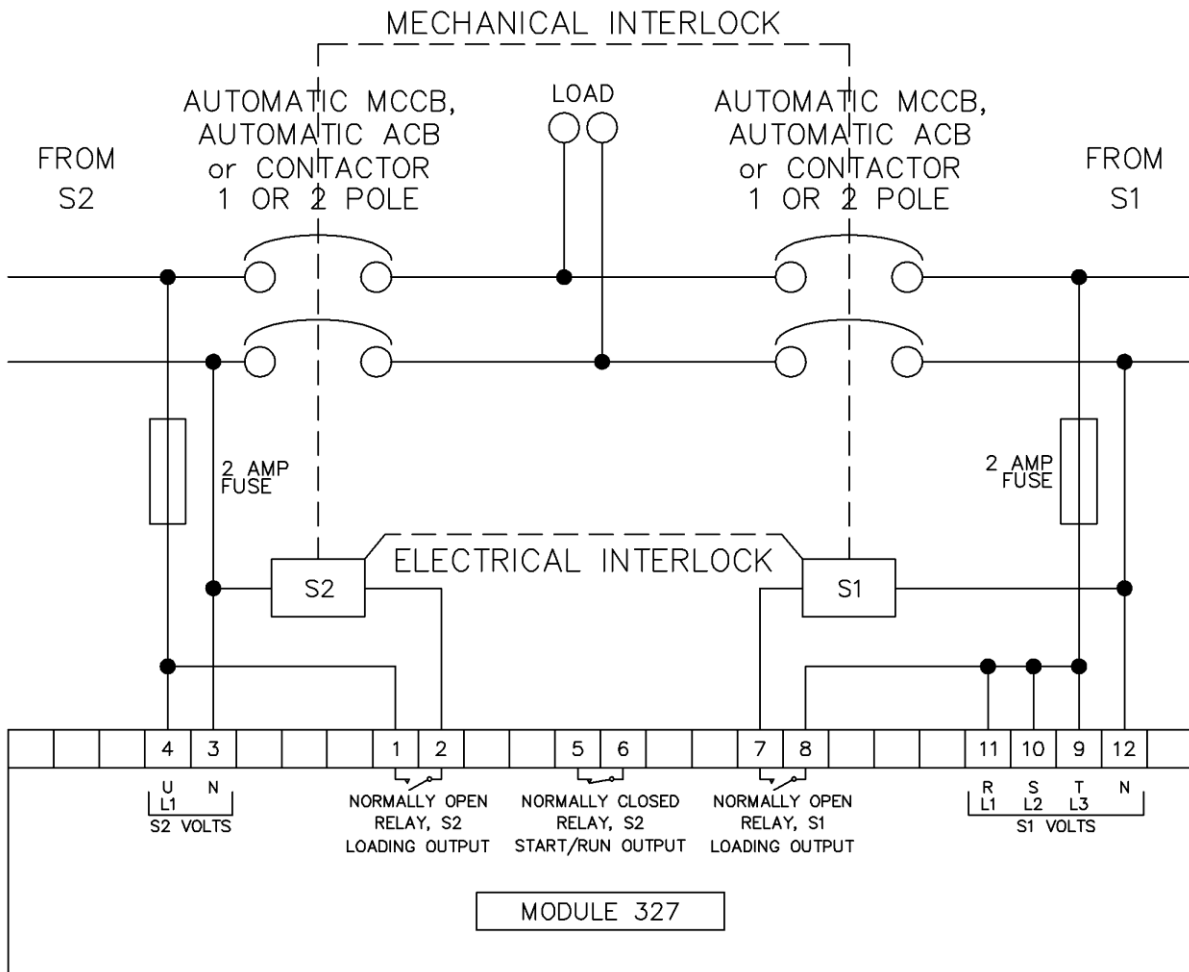 MECHANICAL INTERLOCK
AUTOMATIC MCCB,
AUTOMATIC ACB
or CONTACTOR
1 OR 2 POLE
LOAD
AUTOMATIC MCCB,
AUTOMATIC ACB
or CONTACTOR
1 OR 2 POLE
FROM
S2
FROM
S1
2 AMP
FUSE
2 AMP
FUSE
ELECTRICAL INTERLOCK
S2
S1
4 3 1 2 5 6 7 8 11 10 9 12
U N
L1
S2 VOLTS
NORMALLY OPEN
RELAY, S2
LOADING OUTPUT
NORMALLY CLOSED
RELAY, S2
START/RUN OUTPUT
NORMALLY OPEN
RELAY, S1
LOADING OUTPUT
R S T N
L1 L2 L3
S1 VOLTS
MODULE 327